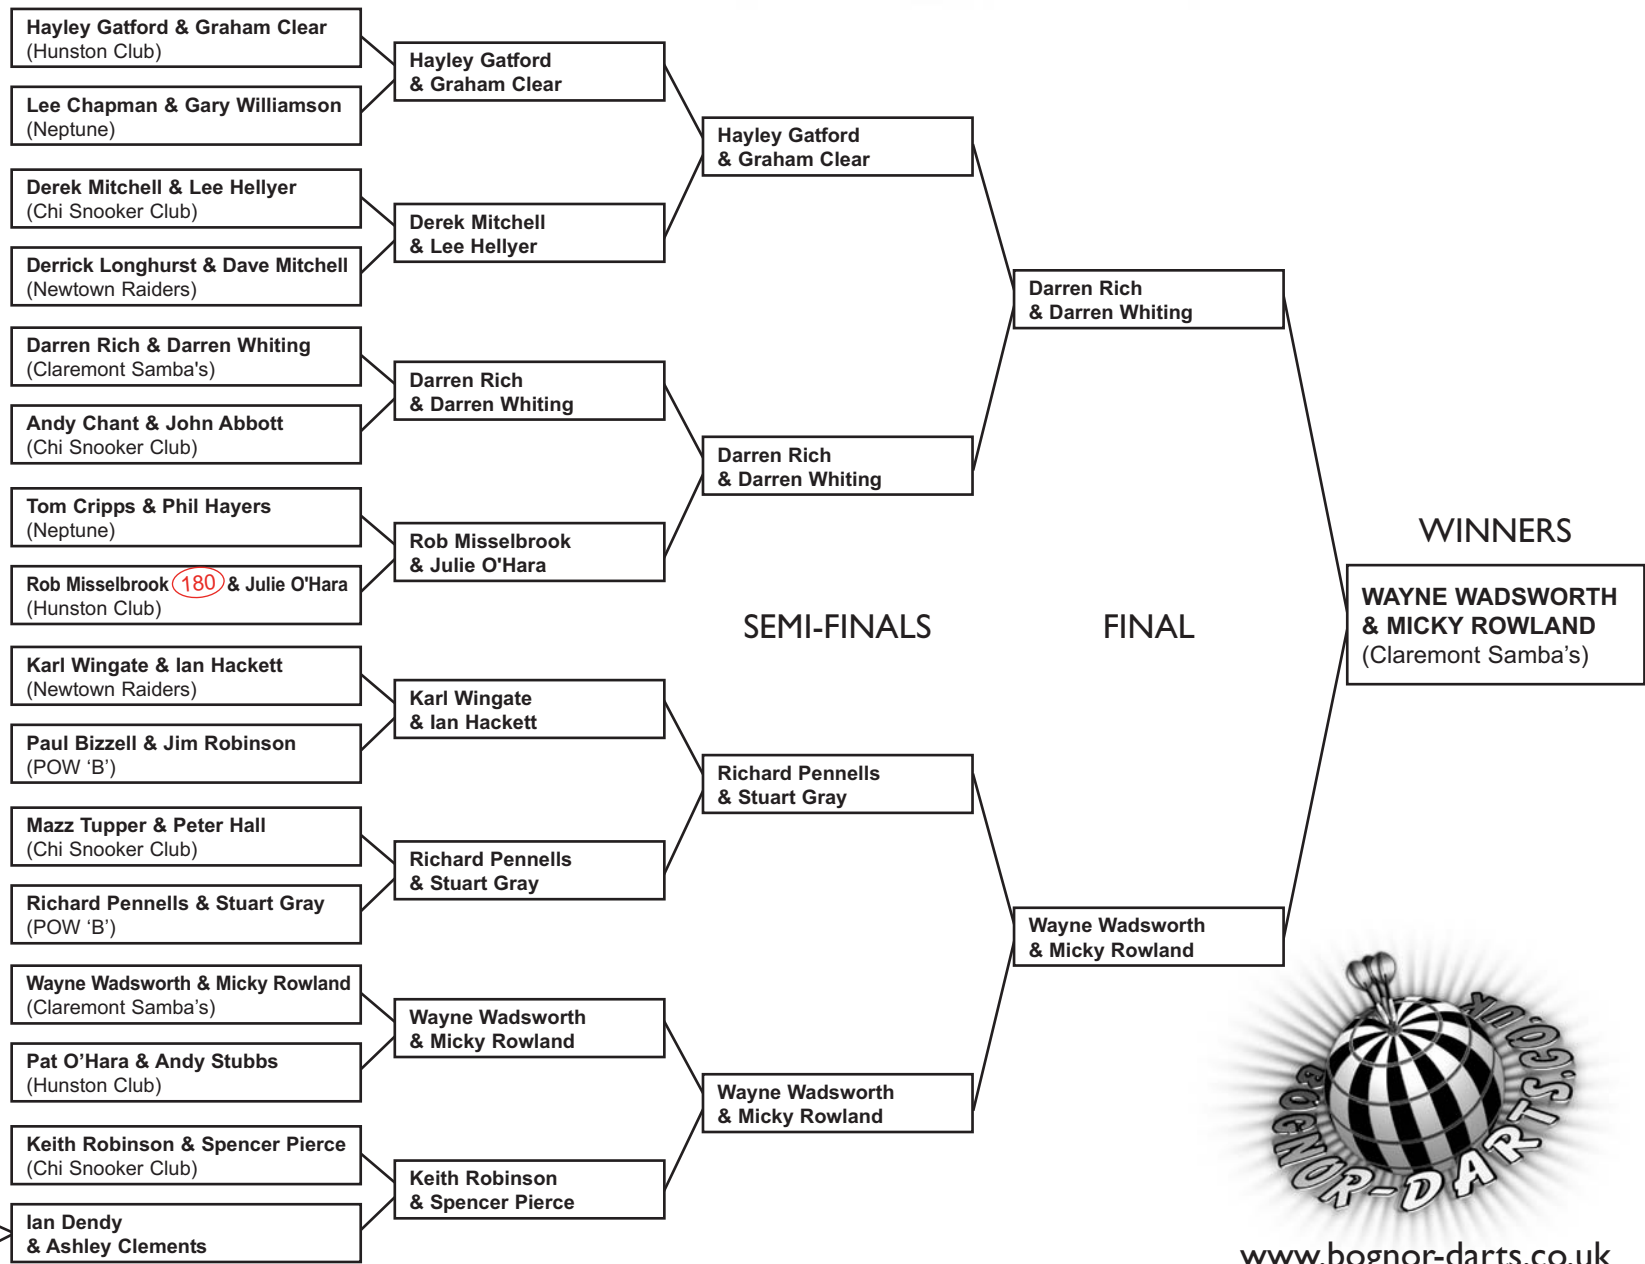 Hayley Gatford & Graham Clear
(Hunston Club)
Lee Chapman & Gary Williamson
(Neptune)
Derek Mitchell & Lee Hellyer
(Chi Snooker Club)
Derrick Longhurst & Dave Mitchell
(Newtown Raiders)
Darren Rich & Darren Whiting
(Claremont Samba's)
Andy Chant & John Abbott
(Chi Snooker Club)
Tom Cripps & Phil Hayers
(Neptune)
Rob Misselbrook 180 & Julie O'Hara
(Hunston Club)
Karl Wingate & Ian Hackett
(Newtown Raiders)
Paul Bizzell & Jim Robinson
(POW ‘B’)
Mazz Tupper & Peter Hall
(Chi Snooker Club)
Richard Pennells & Stuart Gray
(POW ‘B’)
Wayne Wadsworth & Micky Rowland
(Claremont Samba’s)
Pat O’Hara & Andy Stubbs
(Hunston Club)
Keith Robinson & Spencer Pierce
(Chi Snooker Club)
Ian Dendy
& Ashley Clements
Hayley Gatford
& Graham Clear
Derek Mitchell
& Lee Hellyer
Darren Rich
& Darren Whiting
Rob Misselbrook
& Julie O'Hara
Karl Wingate
& Ian Hackett
Richard Pennells
& Stuart Gray
Wayne Wadsworth
& Micky Rowland
Keith Robinson
& Spencer Pierce
Hayley Gatford
& Graham Clear
Darren Rich
& Darren Whiting
SEMI-FINALS
Richard Pennells
& Stuart Gray
Wayne Wadsworth
& Micky Rowland
Darren Rich
& Darren Whiting
FINAL
Wayne Wadsworth
& Micky Rowland
WINNERS
WAYNE WADSWORTH
& MICKY ROWLAND
(Claremont Samba’s)
BOGNOR-DARTS.CO.UK
www.bognor-darts.co.uk